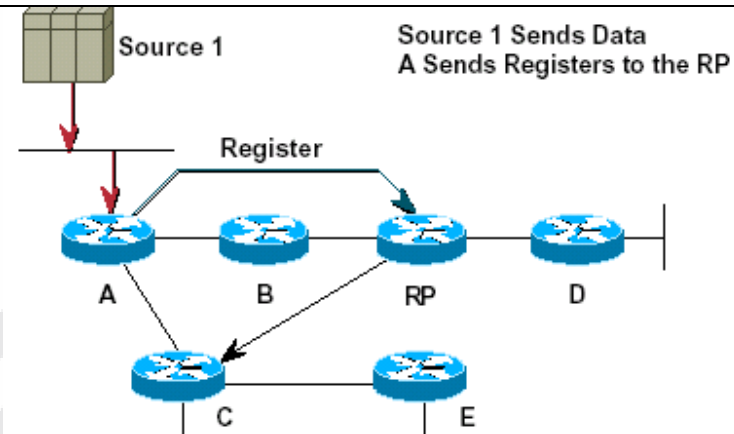 Source 1
Source 1 Sends Data
A Sends Registers to the RP
Register
A
B
RP
D
C
E